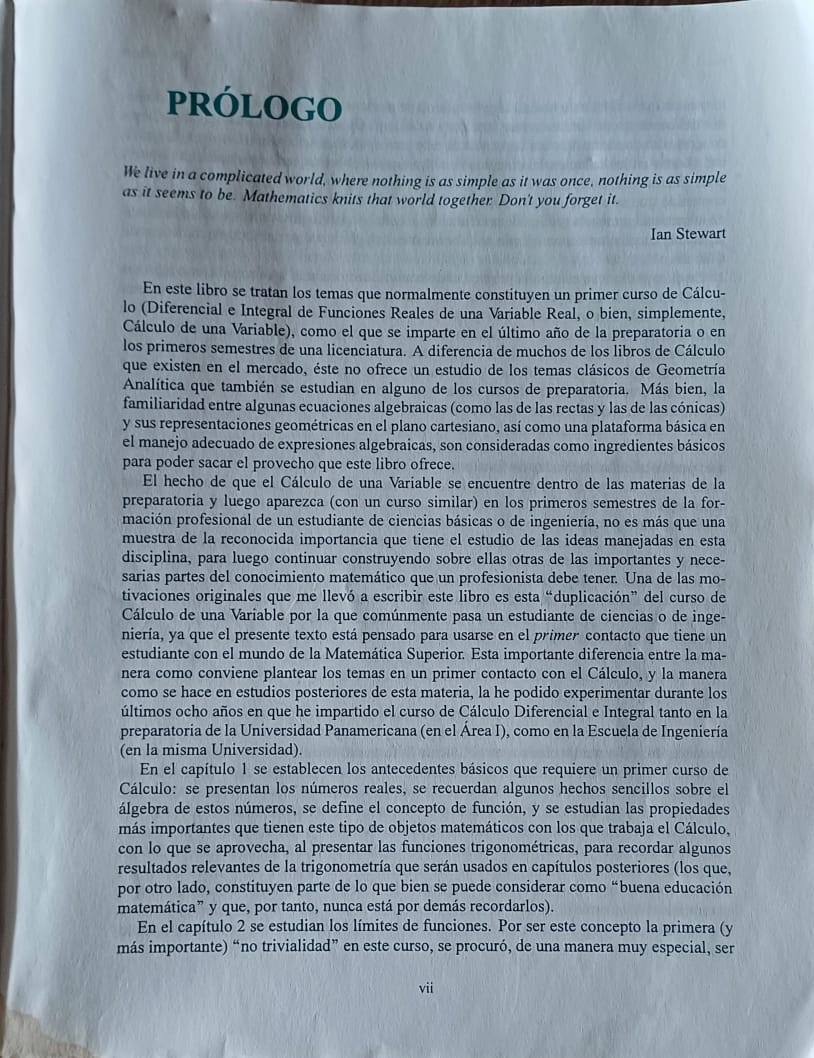 PRÓLOGO
We live in a complicated world, where nothing is as simple as it was once, nothing is as simple
as it seems to be. Mathematics knits that world together. Don't you forget it.
Ian Stewart
En este libro se tratan los temas que normalmente constituyen un primer curso de Cálcu-
lo (Diferencial e Integral de Funciones Reales de una Variable Real, o bien, simplemente,
Cálculo de una Variable), como el que se imparte en el último año de la preparatoria o en
los primeros semestres de una licenciatura. A diferencia de muchos de los libros de Cálculo
que existen en el mercado, éste no ofrece un estudio de los temas clásicos de Geometría
Analítica que también se estudian en alguno de los cursos de preparatoria. Más bien, la
familiaridad entre algunas ecuaciones algebraicas (como las de las rectas y las de las cónicas)
y sus representaciones geométricas en el plano cartesiano, así como una plataforma básica en
el manejo adecuado de expresiones algebraicas, son consideradas como ingredientes básicos
para poder sacar el provecho que este libro ofrece.
El hecho de que el Cálculo de una Variable se encuentre dentro de las materias de la
preparatoria y luego aparezca (con un curso similar) en los primeros semestres de la for-
mación profesional de un estudiante de ciencias básicas o de ingeniería, no es más que una
muestra de la reconocida importancia que tiene el estudio de las ideas manejadas en esta
disciplina, para luego continuar construyendo sobre ellas otras de las importantes y nece-
sarias partes del conocimiento matemático que un profesionista debe tener. Una de las mo-
tivaciones originales que me llevó a escribir este libro es esta “duplicación” del curso de
Cálculo de una Variable por la que comúnmente pasa un estudiante de ciencias o de inge-
niería, ya que el presente texto está pensado para usarse en el primer contacto que tiene un
estudiante con el mundo de la Matemática Superior. Esta importante diferencia entre la ma-
nera como conviene plantear los temas en un primer contacto con el Cálculo, y la manera
como se hace en estudios posteriores de esta materia, la he podido experimentar durante los
últimos ocho años en que he impartido el curso de Cálculo Diferencial e Integral tanto en la
preparatoria de la Universidad Panamericana (en el Área I), como en la Escuela de Ingeniería
(en la misma Universidad).
En el capítulo 1 se establecen los antecedentes básicos que requiere un primer curso de
Cálculo: se presentan los números reales, se recuerdan algunos hechos sencillos sobre el
álgebra de estos números, se define el concepto de función, y se estudian las propiedades
más importantes que tienen este tipo de objetos matemáticos con los que trabaja el Cálculo,
con lo que se aprovecha, al presentar las funciones trigonométricas, para recordar algunos
resultados relevantes de la trigonometría que serán usados en capítulos posteriores (los que,
por otro lado, constituyen parte de lo que bien se puede considerar como “buena educación
matemática” y que, por tanto, nunca está por demás recordarlos).
En el capítulo 2 se estudian los límites de funciones. Por ser este concepto la primera (y
más importante) “no trivialidad” en este curso, se procuró, de una manera muy especial, ser
vii